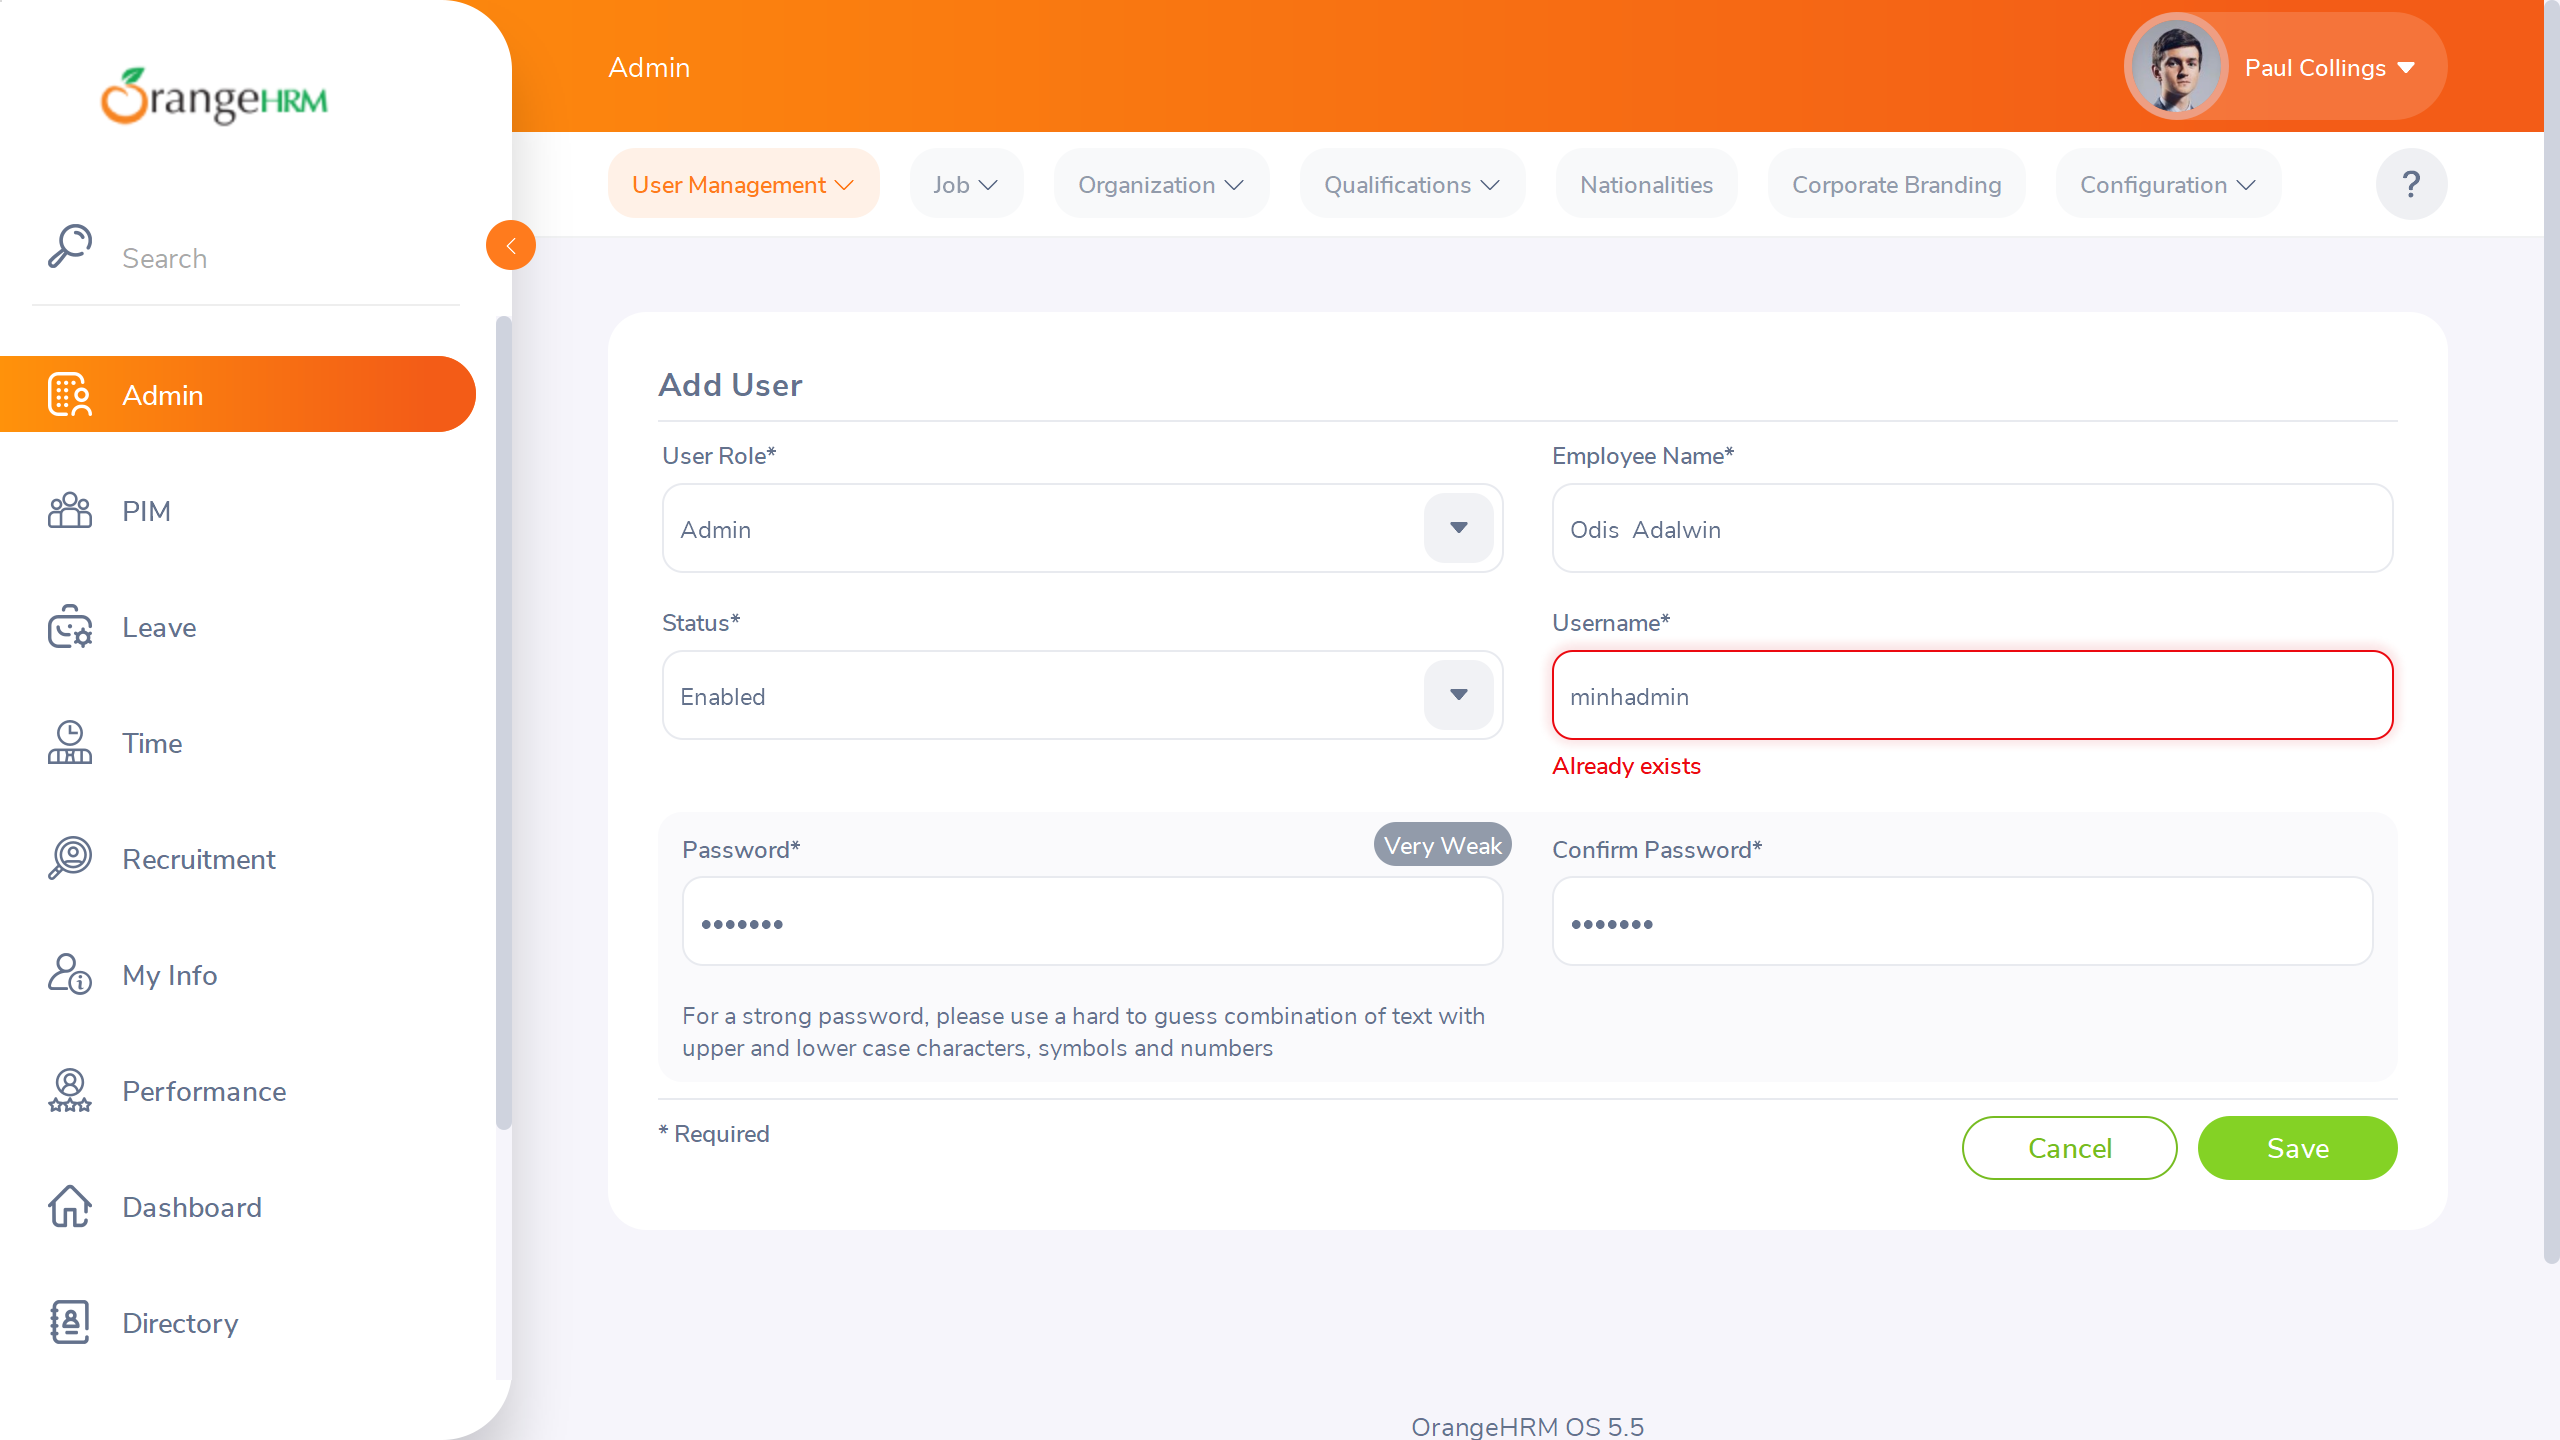 OrangeHRM
Search
Admin
PIM
Leave
Time
Recruitment
My Info
Performance
Dashboard
Directory
Admin
Paul Collings
User Management
Job
Organization
Qualifications
Nationalities
Corporate Branding
Configuration
?
Add User
User Role*
Employee Name*
Admin
Odis  Adalwin
Status*
Username*
Enabled
minhadmin
Already exists
Password*
Very Weak
Confirm Password*
•••••••
•••••••
For a strong password, please use a hard to guess combination of text with
upper and lower case characters, symbols and numbers
* Required
Cancel
Save
OrangeHRM OS 5.5